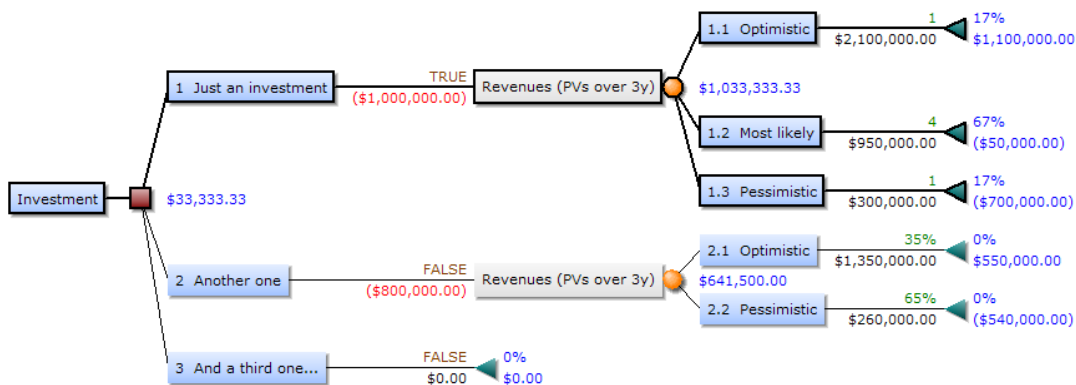 1.1 Optimistic
1
$2,100,000.00
17%
$1,100,000.00
1 Just an investment
TRUE
($1,000,000.00)
Revenues (PVs over 3y)
$1,033,333.33
1.2 Most likely
4
$950,000.00
67%
($50,000.00)
1.3 Pessimistic
1
$300,000.00
17%
($700,000.00)
Investment
$33,333.33
2 Another one
FALSE
($800,000.00)
Revenues (PVs over 3y)
$641,500.00
2.1 Optimistic
35%
$1,350,000.00
0%
$550,000.00
2.2 Pessimistic
65%
$260,000.00
0%
($540,000.00)
3 And a third one...
FALSE
$0.00
0%
$0.00